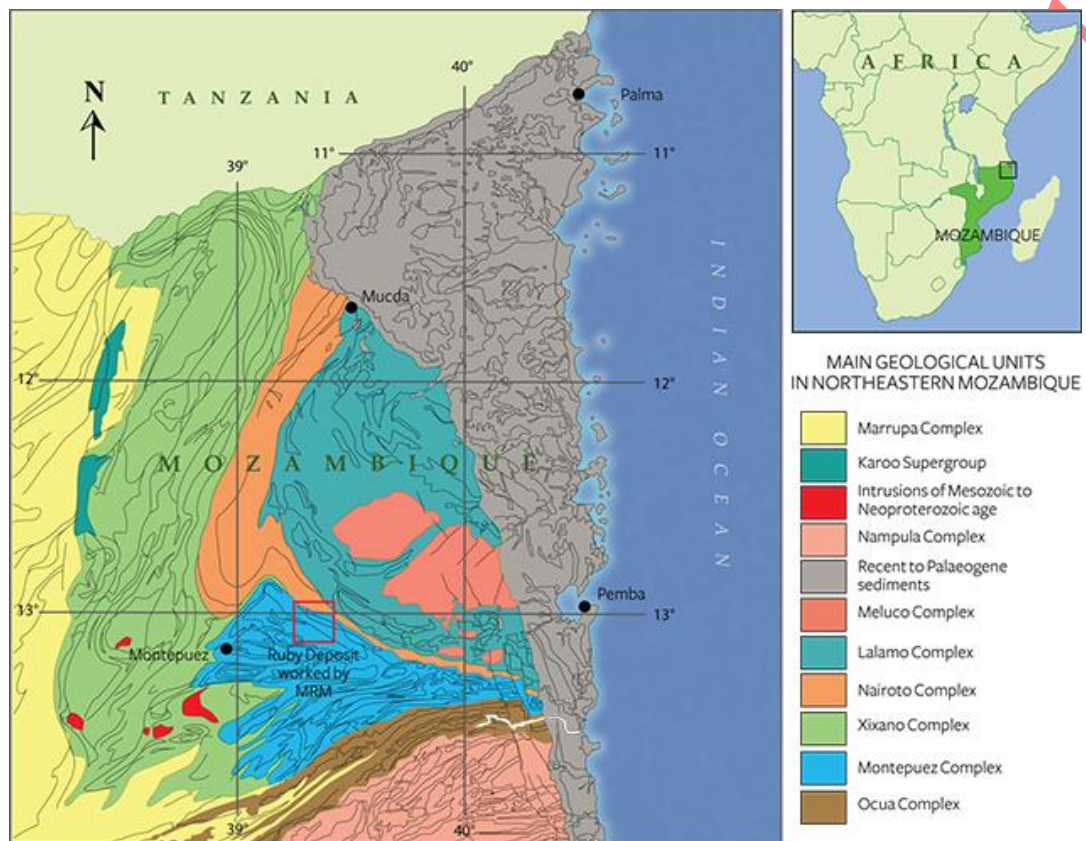 N
TANZANIA
40°
Palma
39°
11°
11°
Mucda
INDIAN OCEAN
12°
12°
MOZAMBIQUE
Pemba
13°
13°
Montepuez
Ruby Deposit
worked by
MRM
39°
40°
AFRICA
MOZAMBIQUE
MAIN GEOLOGICAL UNITS
IN NORTHEASTERN MOZAMBIQUE
Marrupa Complex
Karoo Supergroup
Intrusions of Mesozoic to
Neoproterozoic age
Nampula Complex
Recent to Palaeogene
sediments
Meluco Complex
Lalamo Complex
Nairoto Complex
Xixano Complex
Montepuez Complex
Ocua Complex